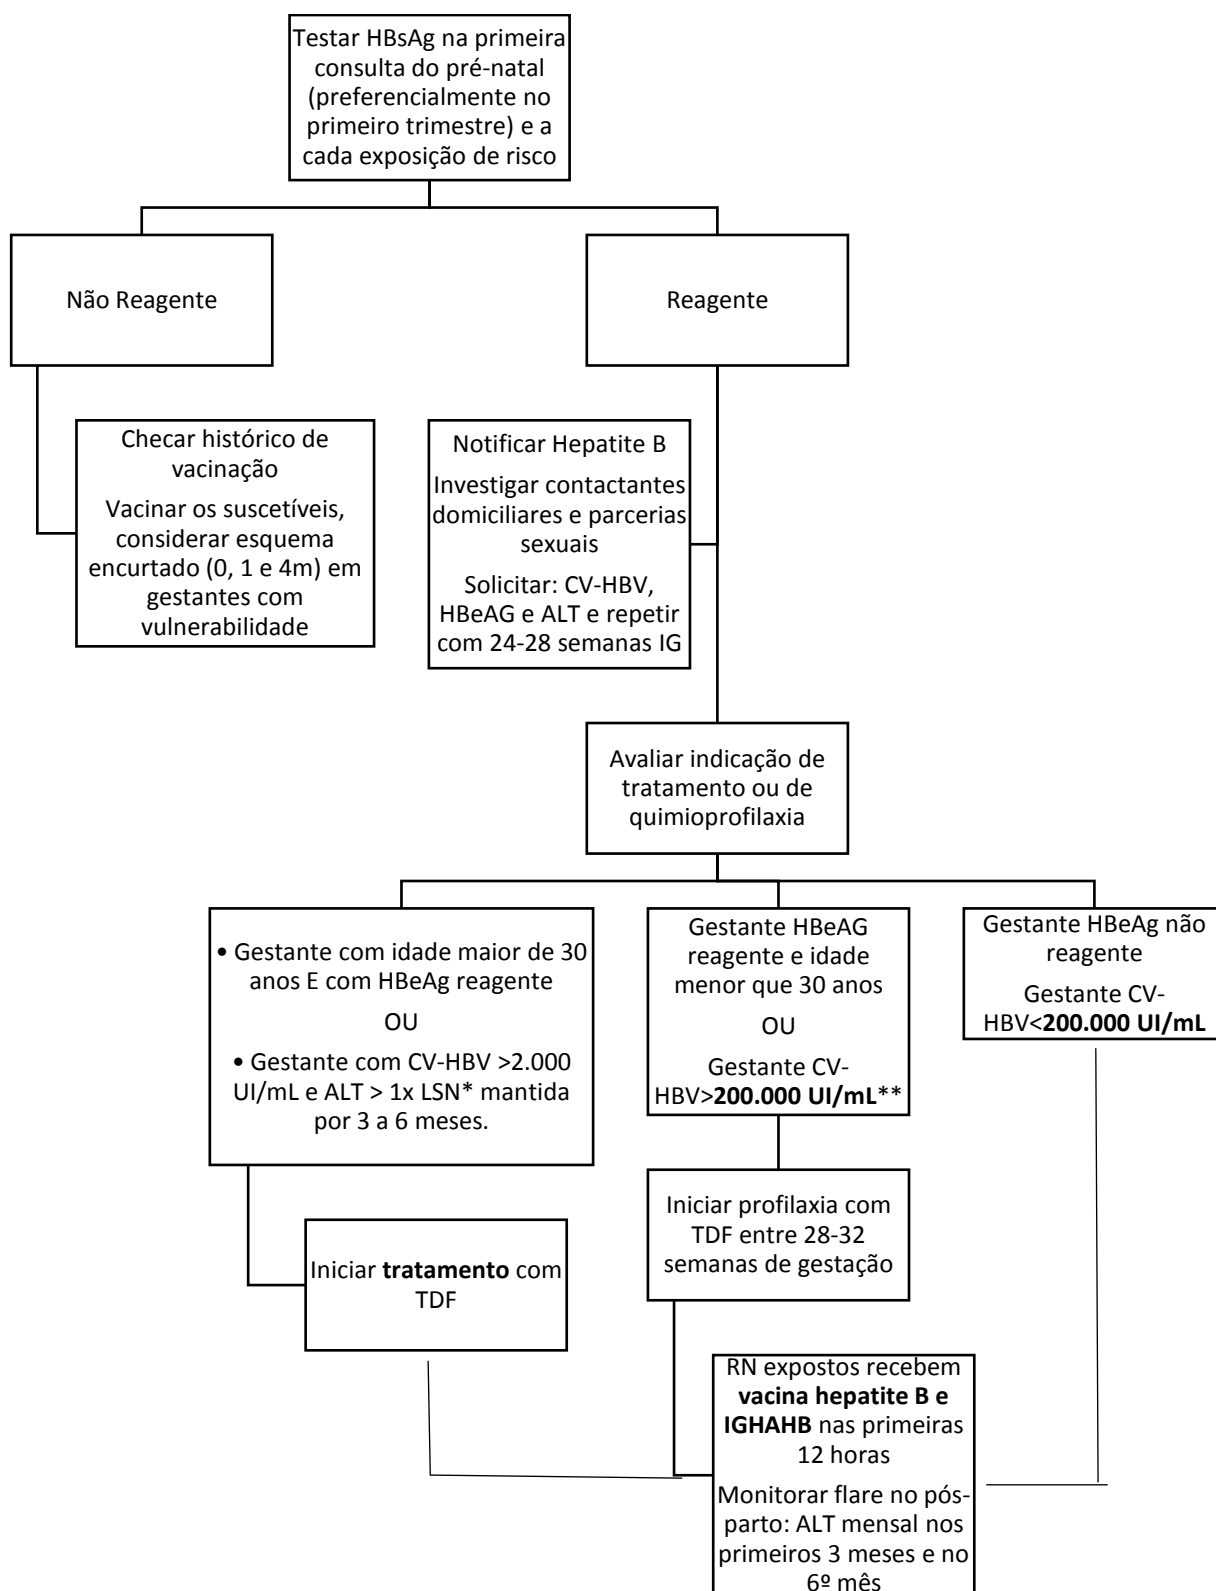 Testar HBsAg na primeira
consulta do pré-natal
(preferencialmente no
primeiro trimestre) e a
cada exposição de risco
Não Reagente
Reagente
Checar histórico de
vacinação
Vacinar os suscetíveis,
considerar esquema
encurtado (0, 1 e 4m) em
gestantes com
vulnerabilidade
Notificar Hepatite B
Investigar contactantes
domiciliares e parcerias
sexuais
Solicitar: CV-HBV,
HBeAG e ALT e repetir
com 24-28 semanas IG
Avaliar indicação de
tratamento ou de
quimioprofilaxia
• Gestante com idade maior de 30
anos E com HBeAg reagente
OU
• Gestante com CV-HBV >2.000
UI/mL e ALT > 1x LSN* mantida
por 3 a 6 meses.
Gestante HBeAG
reagente e idade
menor que 30 anos
OU
Gestante CV-
HBV>200.000 UI/mL**
Gestante HBeAg não
reagente
Gestante CV-
HBV<200.000 UI/mL
Iniciar tratamento com
TDF
Iniciar profilaxia com
TDF entre 28-32
semanas de gestação
RN expostos recebem
vacina hepatite B e
IGHAHB nas primeiras
12 horas
Monitorar flare no pós-
parto: ALT mensal nos
primeiros 3 meses e no
6º mês